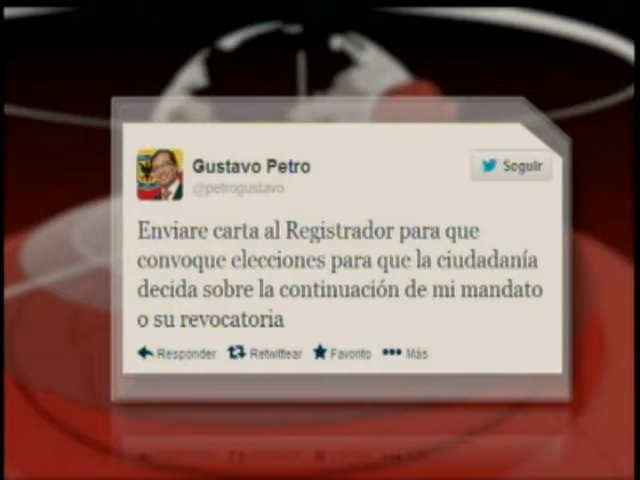 Gustavo Petro
@petrogustavo
Seguir
Enviare carta al Registrador para que
convoque elecciones para que la ciudadanía
decida sobre la continuación de mi mandato
o su revocatoria
Responder Retwittear Favorito Más